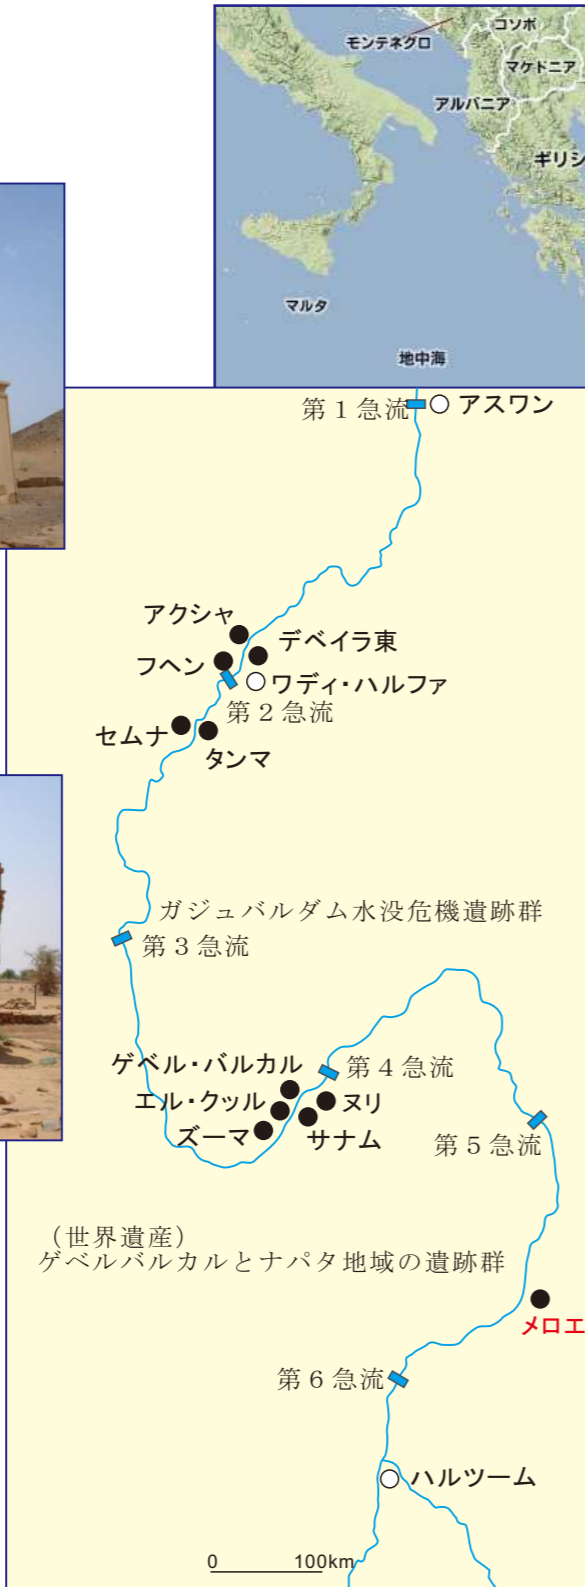 コソボ
モンテネグロ
マケドニア
アルバニア
ギリシ
マルタ
地中海
第1急流
アスワン
アクシャ
デベイラ東
フヘン
ワディ・ハルファ
第2急流
セムナ
タンマ
ガジュバルダム水没危機遺跡群
第3急流
ゲベル・バルカル
第4急流
エル・クッル
ヌリ
ズーマ
サナム
第5急流
(世界遺産)
ゲベルバルカルとナパタ地域の遺跡群
メロエ
第6急流
ハルツーム
0 100km